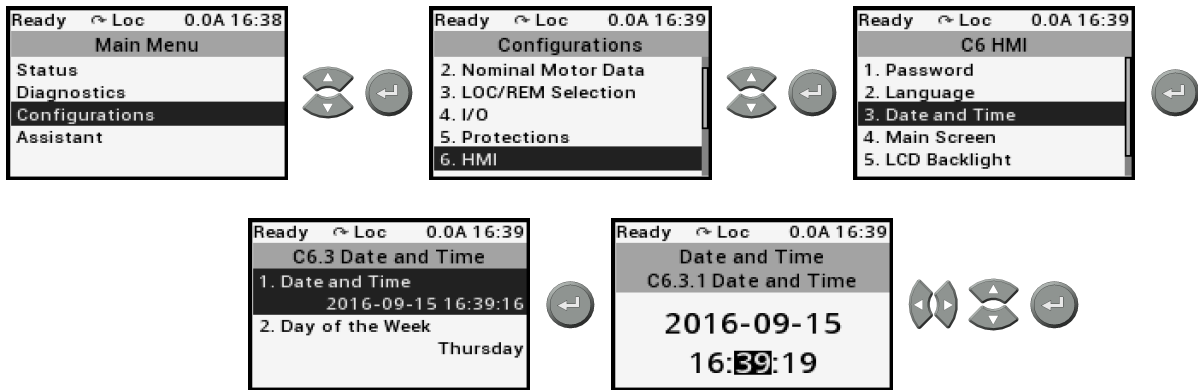 Ready ↷ Loc 0.0A 16:38
Main Menu
Status
Diagnostics
Configurations
Assistant
Ready ↷ Loc 0.0A 16:39
Configurations
2. Nominal Motor Data
3. LOC/REM Selection
4. I/O
5. Protections
6. HMI
Ready ↷ Loc 0.0A 16:39
C6 HMI
1. Password
2. Language
3. Date and Time
4. Main Screen
5. LCD Backlight
Ready ↷ Loc 0.0A 16:39
C6.3 Date and Time
1. Date and Time
2016-09-15 16:39:16
2. Day of the Week
Thursday
Ready ↷ Loc 0.0A 16:39
Date and Time
C6.3.1 Date and Time
2016-09-15
16:39:19